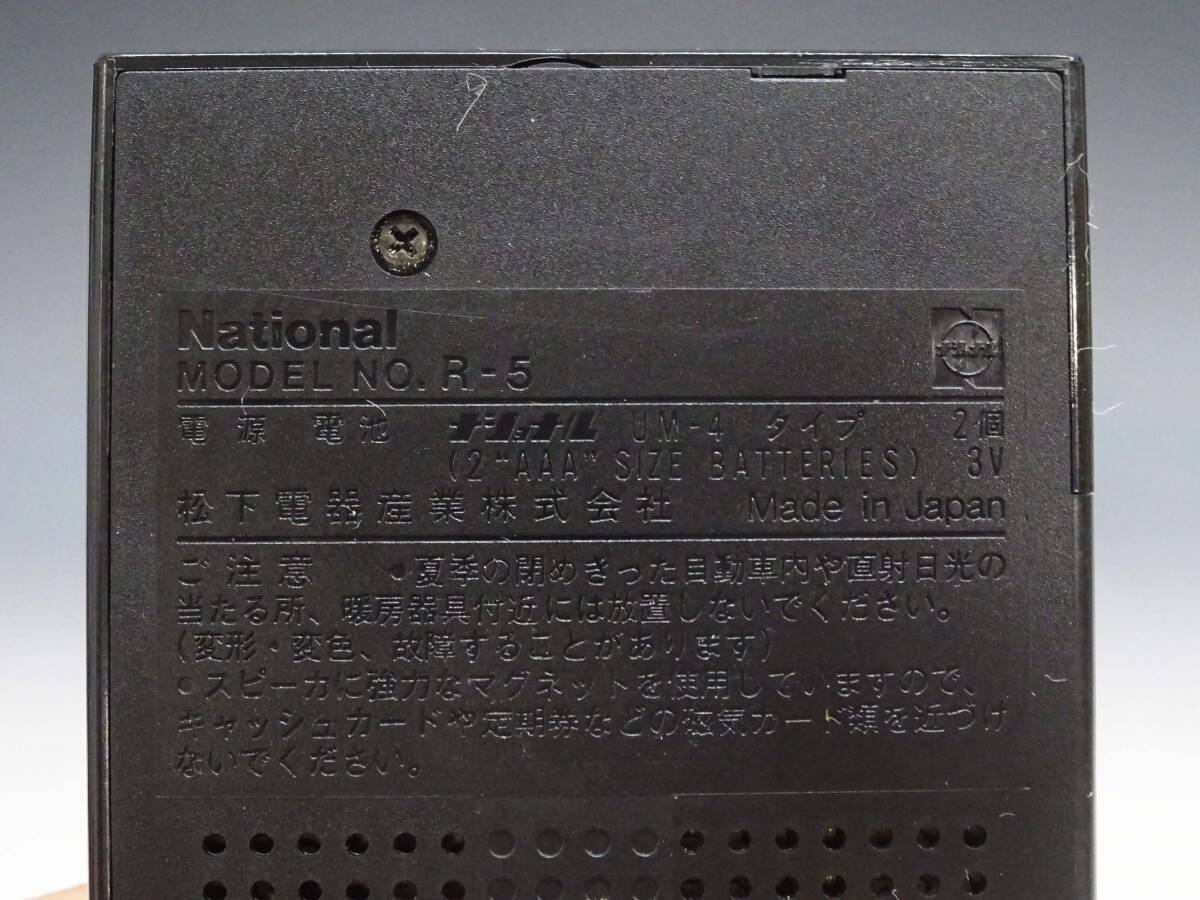 National
MODEL NO. R-5
ナショナル
電源 電池 ナショナル UM-4 タイプ 2個
(2 "AAA" SIZE BATTERIES) 3V
松下電器産業株式会社 Made in Japan
ご注意 •夏季の閉めきった自動車内や直射日光の
当たる所、暖房器具付近には放置しないでください。
(変形・変色、故障することがあります)
•スピーカに強力なマグネットを使用していますので、
キャッシュカードや定期券などの磁気カード類を近づけ
ないでください。